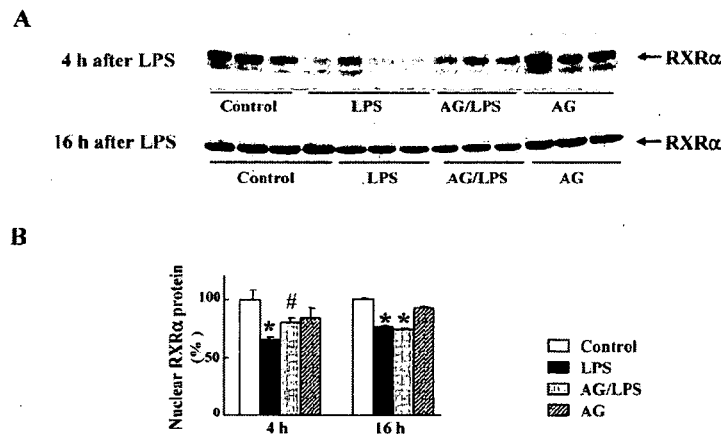 A
4 h after LPS
RXRα
Control LPS AG/LPS AG
16 h after LPS
RXRα
Control LPS AG/LPS AG
B
Nuclear RXRα protein
(%)
100
50
0
*
#
* *
4 h 16 h
Control
LPS
AG/LPS
AG